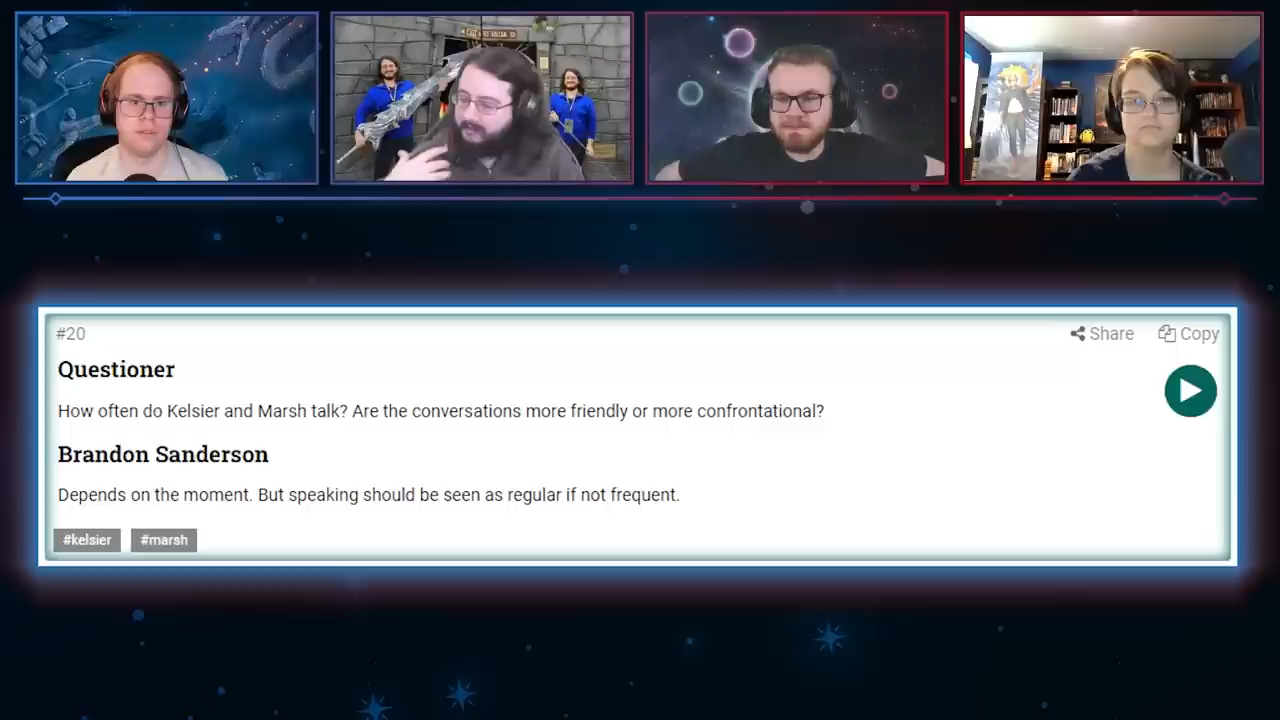 #20
Share
Copy
Questioner
How often do Kelsier and Marsh talk? Are the conversations more friendly or more confrontational?
Brandon Sanderson
Depends on the moment. But speaking should be seen as regular if not frequent.
#kelsier
#marsh